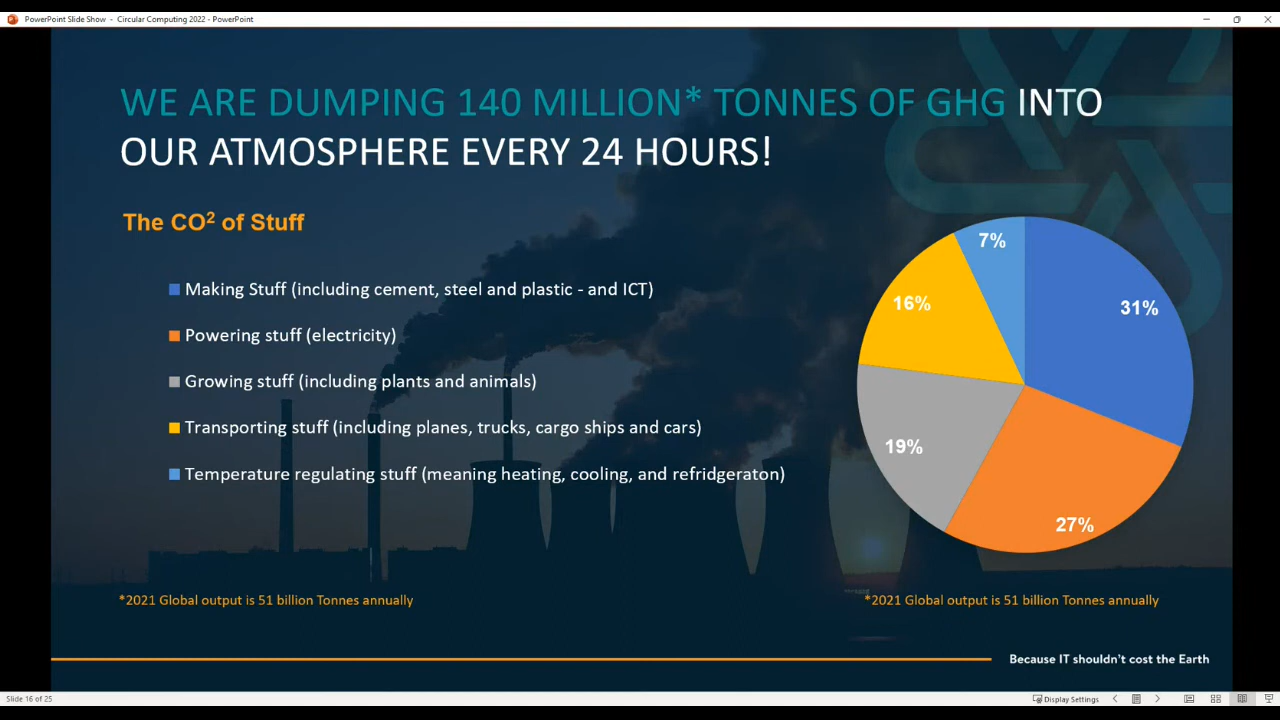 PowerPoint Slide Show - Circular Computing 2022 - PowerPoint
WE ARE DUMPING 140 MILLION* TONNES OF GHG INTO
OUR ATMOSPHERE EVERY 24 HOURS!
The CO² of Stuff
Making Stuff (including cement, steel and plastic - and ICT)
Powering stuff (electricity)
Growing stuff (including plants and animals)
Transporting stuff (including planes, trucks, cargo ships and cars)
Temperature regulating stuff (meaning heating, cooling, and refridgeraton)
7%
31%
16%
19%
27%
*2021 Global output is 51 billion Tonnes annually
*2021 Global output is 51 billion Tonnes annually
Because IT shouldn't cost the Earth
Slide 16 of 25
Display Settings